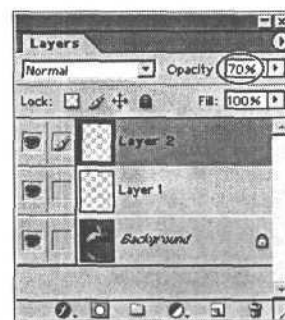 Layers
Normal Opacity: 70%
Lock: Fill: 100%
Layer 2
Layer 1
Background